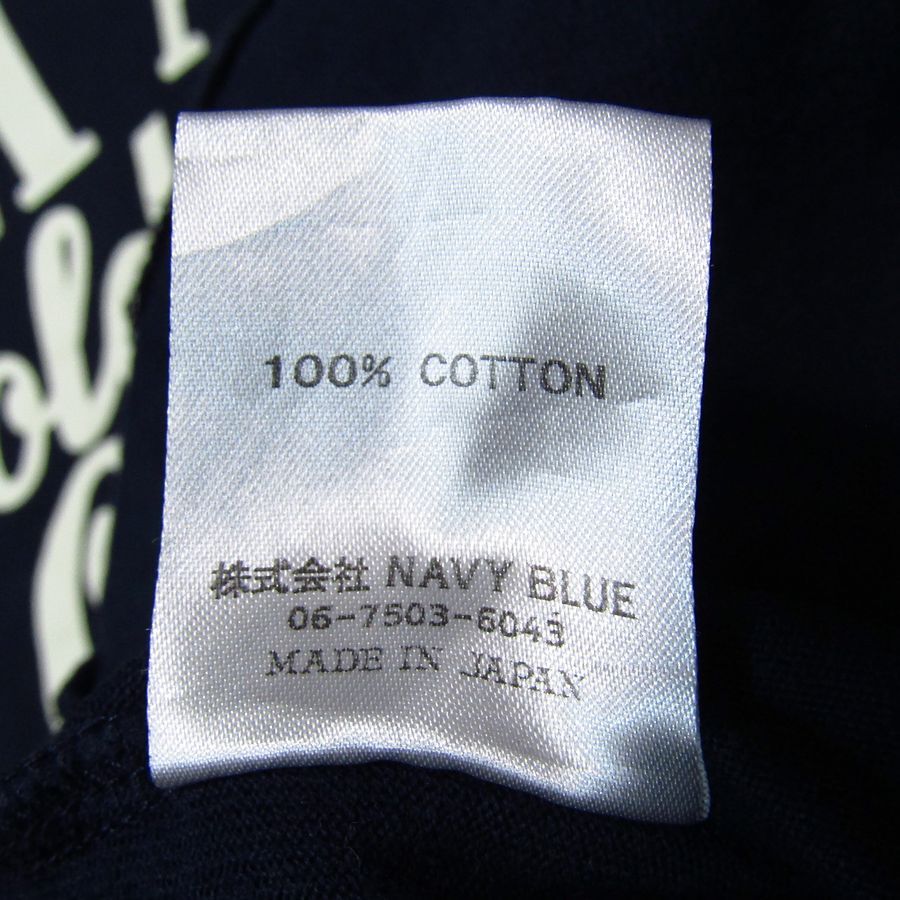 100% COTTON
株式会社 NAVY BLUE
06-7503-6043
MADE IN JAPAN